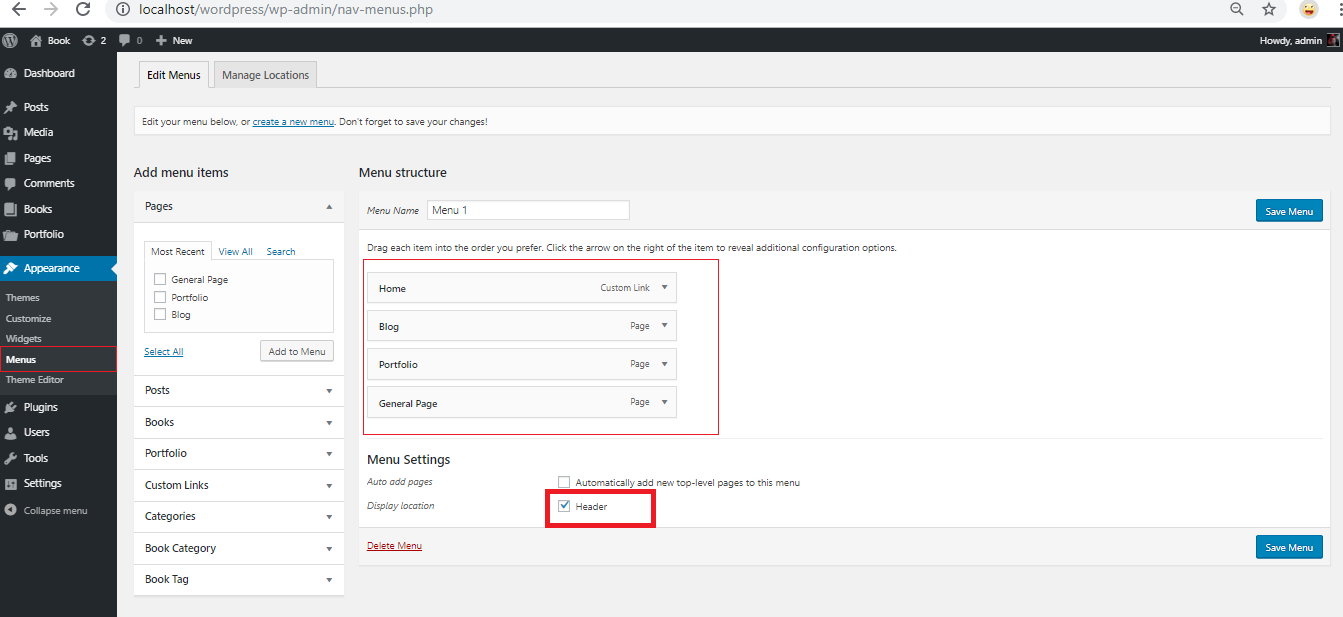 localhost/wordpress/wp-admin/nav-menus.php
Book 2 0 New
Howdy, admin
Dashboard
Posts
Media
Pages
Comments
Books
Portfolio
Appearance
Themes
Customize
Widgets
Menus
Theme Editor
Plugins
Users
Tools
Settings
Collapse menu
Edit Menus
Manage Locations
Edit your menu below, or create a new menu. Don't forget to save your changes!
Add menu items
Pages
Most Recent
View All
Search
General Page
Portfolio
Blog
Select All
Add to Menu
Posts
Books
Portfolio
Custom Links
Categories
Book Category
Book Tag
Menu structure
Menu Name
Menu 1
Save Menu
Drag each item into the order you prefer. Click the arrow on the right of the item to reveal additional configuration options.
Home Custom Link
Blog Page
Portfolio Page
General Page Page
Menu Settings
Auto add pages
Automatically add new top-level pages to this menu
Display location
Header
Delete Menu
Save Menu